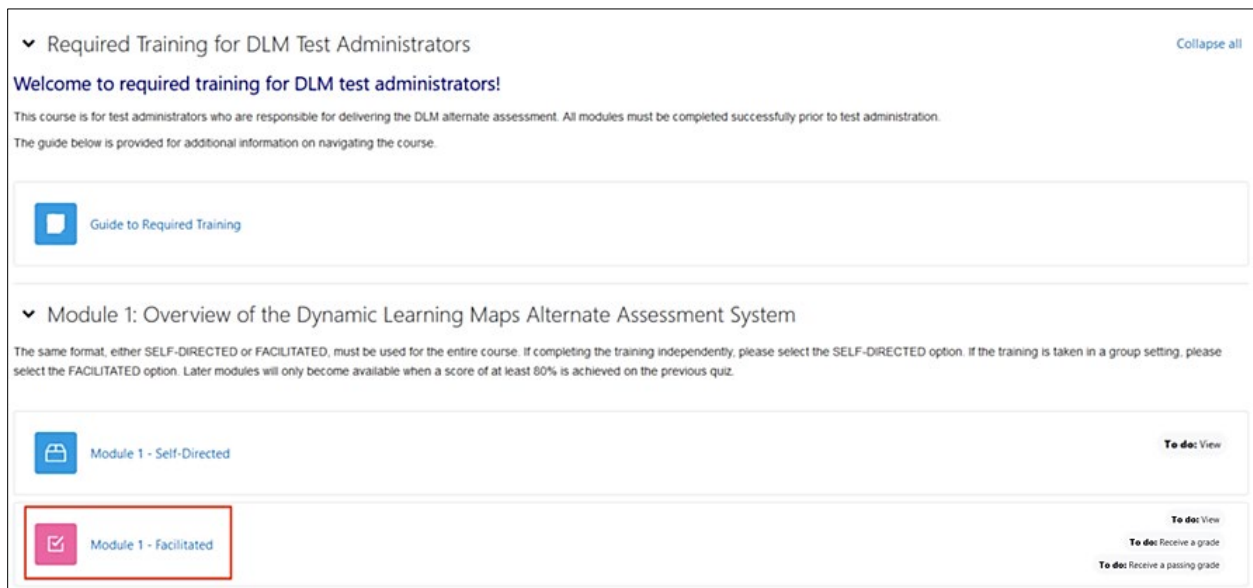 Required Training for DLM Test Administrators
Collapse all
Welcome to required training for DLM test administrators!
This course is for test administrators who are responsible for delivering the DLM alternate assessment. All modules must be completed successfully prior to test administration.
The guide below is provided for additional information on navigating the course.
Guide to Required Training
Module 1: Overview of the Dynamic Learning Maps Alternate Assessment System
The same format, either SELF-DIRECTED or FACILITATED, must be used for the entire course. If completing the training independently, please select the SELF-DIRECTED option. If the training is taken in a group setting, please
select the FACILITATED option. Later modules will only become available when a score of at least 80% is achieved on the previous quiz.
Module 1 - Self-Directed
To do: View
Module 1 - Facilitated
To do: View
To do: Receive a grade
To do: Receive a passing grade